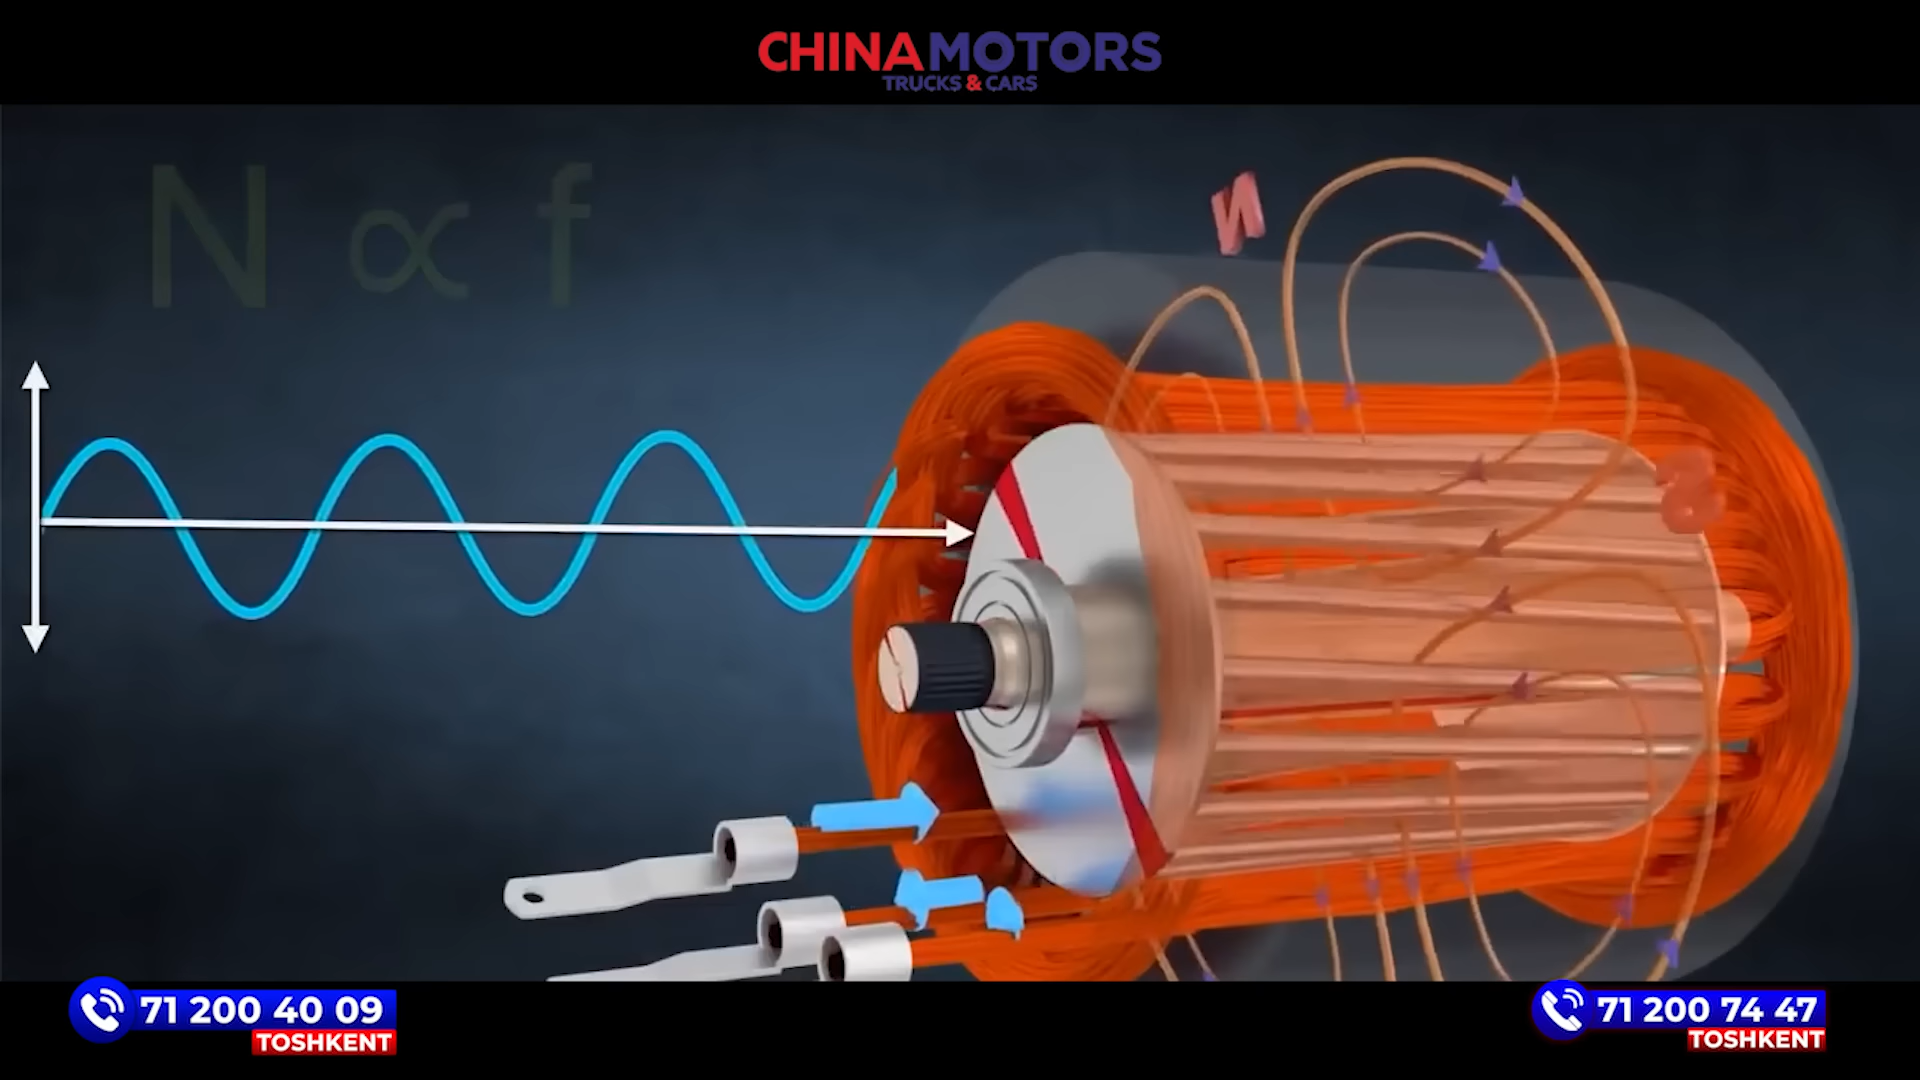 CHINAMOTORS
TRUCKS & CARS
N ∝ f
N
S
71 200 40 09
TOSHKENT
71 200 74 47
TOSHKENT